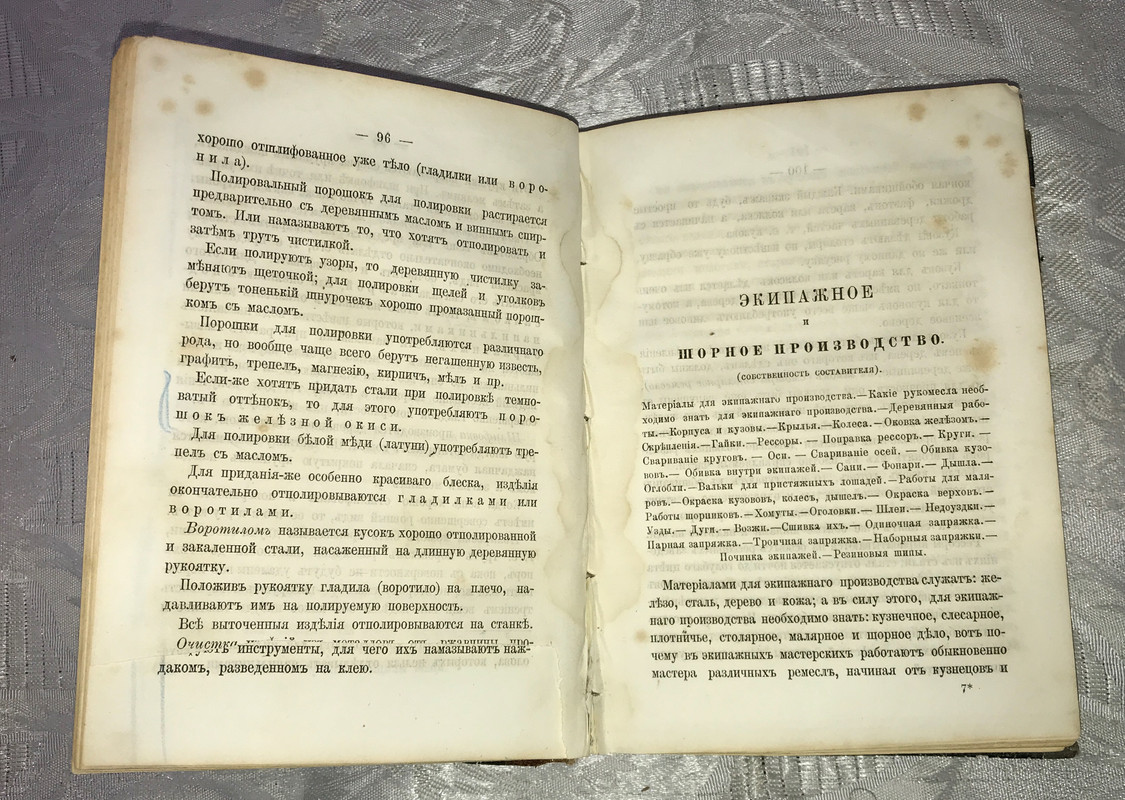 — 96 —
хорошо отшлифованное уже тѣло (гладилки или воро-
нила).
Полировальный порошокъ для полировки растирается
предварительно съ деревяннымъ масломъ и виннымъ спир-
томъ. Или намазываютъ то, что хотятъ отполировать и
затѣмъ трутъ чистилкой.
Если полируютъ узоры, то деревянную чистилку за-
мѣняютъ щеточкой; для полировки щелей и уголковъ
берутъ тоненькій шнурочекъ хорошо промазанный порош-
комъ съ масломъ.
Порошки для полировки употребляются различнаго
рода, но вообще чаще всего берутъ негашенную известь,
графитъ, трепелъ, магнезію, кирпичъ, мѣлъ и пр.
Если-же хотятъ придать стали при полировкѣ темно-
ватый оттѣнокъ, то для этого употребляютъ поро-
шокъ желѣзной окиси.
Для полировки бѣлой мѣди (латуни) употребляютъ тре-
пелъ съ масломъ.
Для приданія-же особенно красиваго блеска, издѣлія
окончательно отполировываются гладилками или
воротилами.
Воротиломъ называется кусокъ хорошо отполированной
и закаленной стали, насаженный на длинную деревянную
рукоятку.
Положивъ рукоятку гладила (воротило) на плечо, на-
давливаютъ имъ на полируемую поверхность.
Всѣ выточенныя издѣлія отполировываются на станкѣ.
Очистка
инструменты, для чего ихъ намазываютъ наж-
дакомъ, разведенномъ на клею.
ЭКИПАЖНОЕ
и
ШОРНОЕ ПРОИЗВОДСТВО.
(собственность составителя).
Матеріалы для экипажнаго производства.—Какіе рукомесла необ-
ходимо знать для экипажнаго производства.—Деревянныя рабо-
ты.—Корпуса и кузовы.—Крылья.—Колеса.—Оковка желѣзомъ.—
Скрѣпленія.—Гайки.—Рессоры. — Поправка рессоръ.— Круги. —
Свариваніе круговъ. — Оси. — Свариваніе осей. — Обивка кузо-
вовъ.— Обивка внутри экипажей.— Сани.— Фонари.— Дышла.—
Оглобли.—Вальки для пристяжныхъ лошадей.—Работы для маля-
ровъ.—Окраска кузововъ, колесъ, дышелъ.— Окраска верховъ. —
Работы шорниковъ.—Хомуты.—Оголовки.— Шлеи.— Недоуздки.—
Узды.— Дуги.— Возжи.—Сшивка ихъ.— Одиночная запряжка.—
Парная запряжка.—Троичная запряжка.—Наборныя запряжки.—
Починка экипажей.—Резиновыя шины.
Матеріалами для экипажнаго производства служатъ: же-
лѣзо, сталь, дерево и кожа; а въ силу этого, для экипаж-
наго производства необходимо знать: кузнечное, слесарное,
плотничье, столярное, малярное и шорное дѣло, вотъ по-
чему въ экипажныхъ мастерскихъ работаютъ обыкновенно
мастера различныхъ ремеслъ, начиная отъ кузнецовъ и
7*